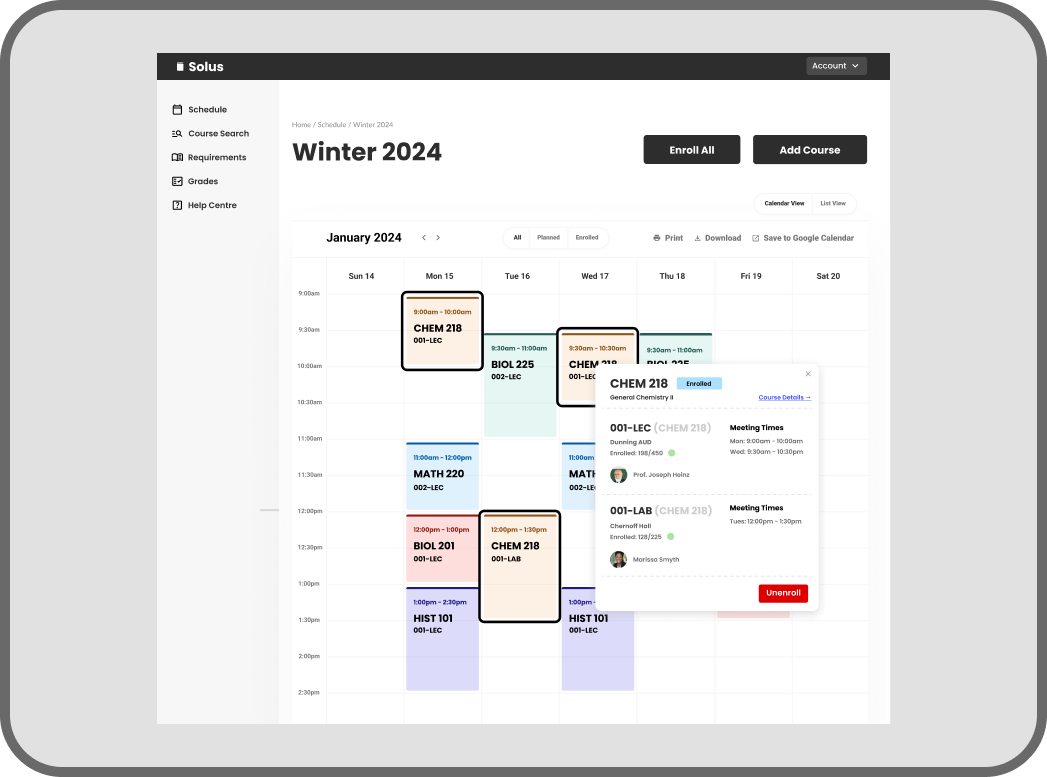 Solus
Account
Schedule
Course Search
Requirements
Grades
Help Centre
Home / Schedule / Winter 2024
Winter 2024
Enroll All
Add Course
Calendar View
List View
January 2024
All
Planned
Enrolled
Print
Download
Save to Google Calendar
Sun 14
Mon 15
Tue 16
Wed 17
Thu 18
Fri 19
Sat 20
9:00am
9:30am
10:00am
10:30am
11:00am
11:30am
12:00pm
12:30pm
1:00pm
1:30pm
2:00pm
2:30pm
9:00am - 10:00am
CHEM 218
001-LEC
11:00am - 12:00pm
MATH 220
002-LEC
12:00pm - 1:00pm
BIOL 201
001-LEC
1:00pm - 2:30pm
HIST 101
001-LEC
9:30am - 11:00am
BIOL 225
002-LEC
12:00pm - 1:30pm
CHEM 218
001-LAB
9:30am - 10:30am
CHEM 218
001-LEC
11:00am
MATH
002-LEC
1:00pm -
HIST 101
001-LEC
9:30am - 11:00am
BIOL 225
CHEM 218
Enrolled
General Chemistry II
Course Details →
001-LEC (CHEM 218)
Dunning AUD
Enrolled: 198/450
Prof. Joseph Heinz
Meeting Times
Mon: 9:00am - 10:00am
Wed: 9:30am - 10:30pm
001-LAB (CHEM 218)
Chernoff Hall
Enrolled: 128/225
Marissa Smyth
Meeting Times
Tues: 12:00pm - 1:30pm
Unenroll